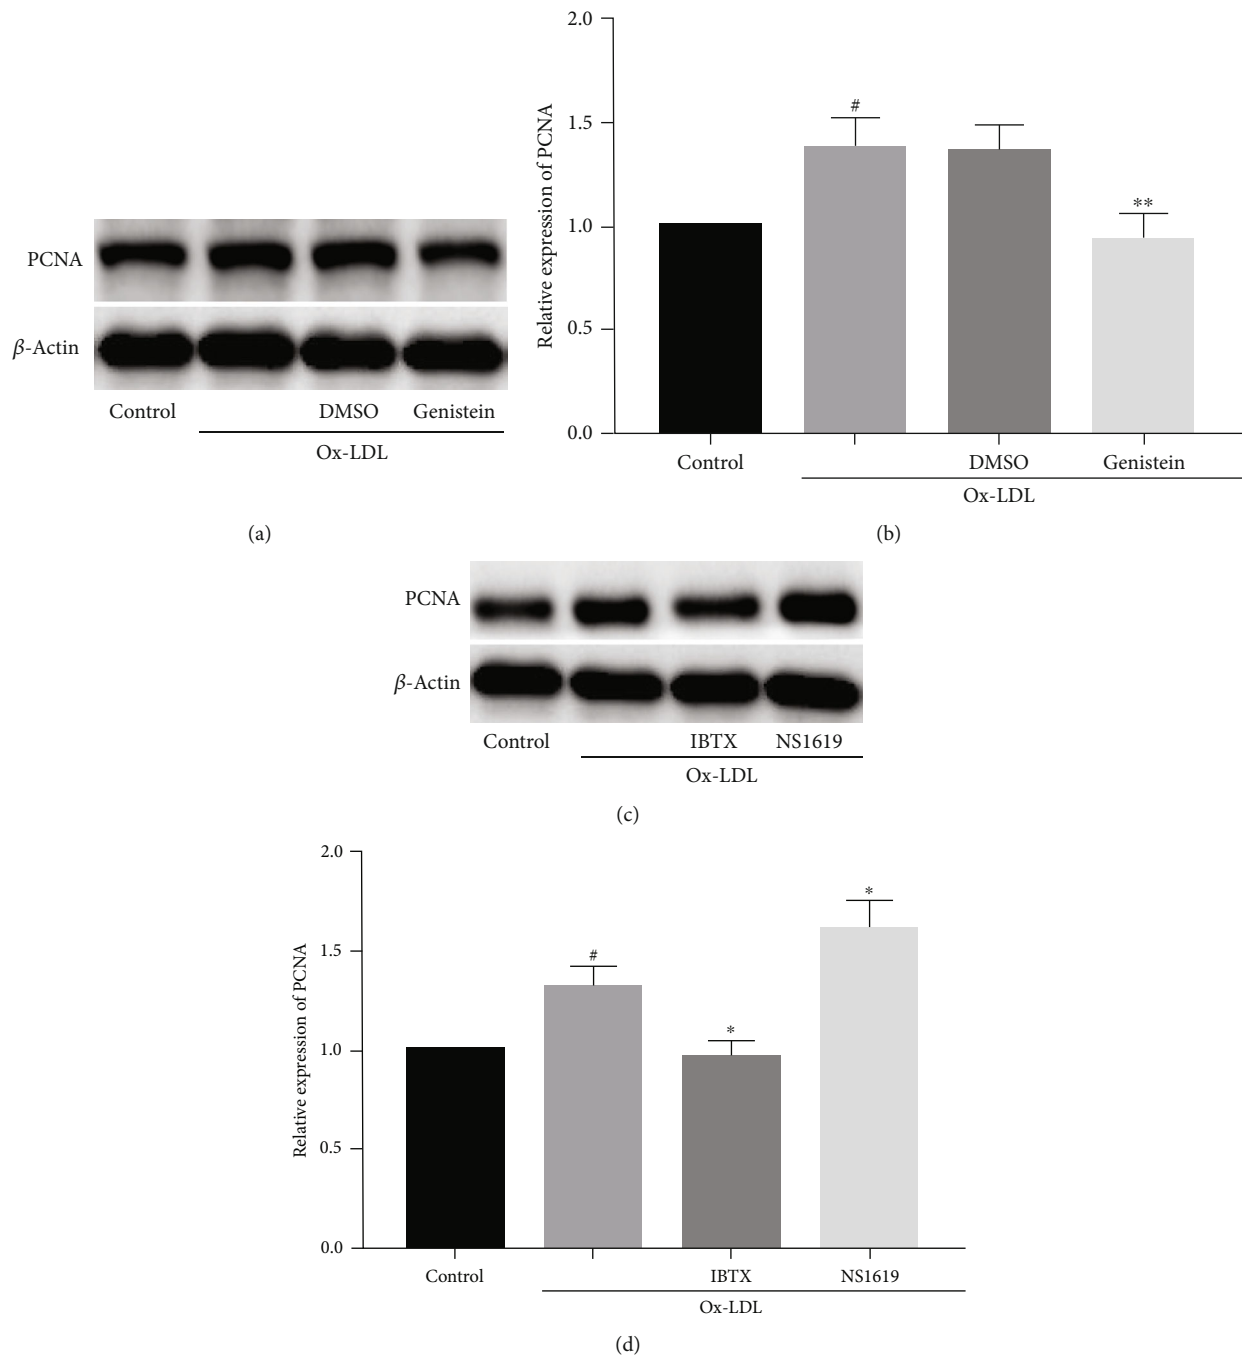 PCNA
β-Actin
Control DMSO Genistein
Ox-LDL
(a)
Relative expression of PCNA
2.0
1.5
1.0
0.5
0.0
#
**
Control DMSO Genistein
Ox-LDL
(b)
PCNA
β-Actin
Control IBTX NS1619
Ox-LDL
(c)
Relative expression of PCNA
2.0
1.5
1.0
0.5
0.0
#
*
*
Control IBTX NS1619
Ox-LDL
(d)